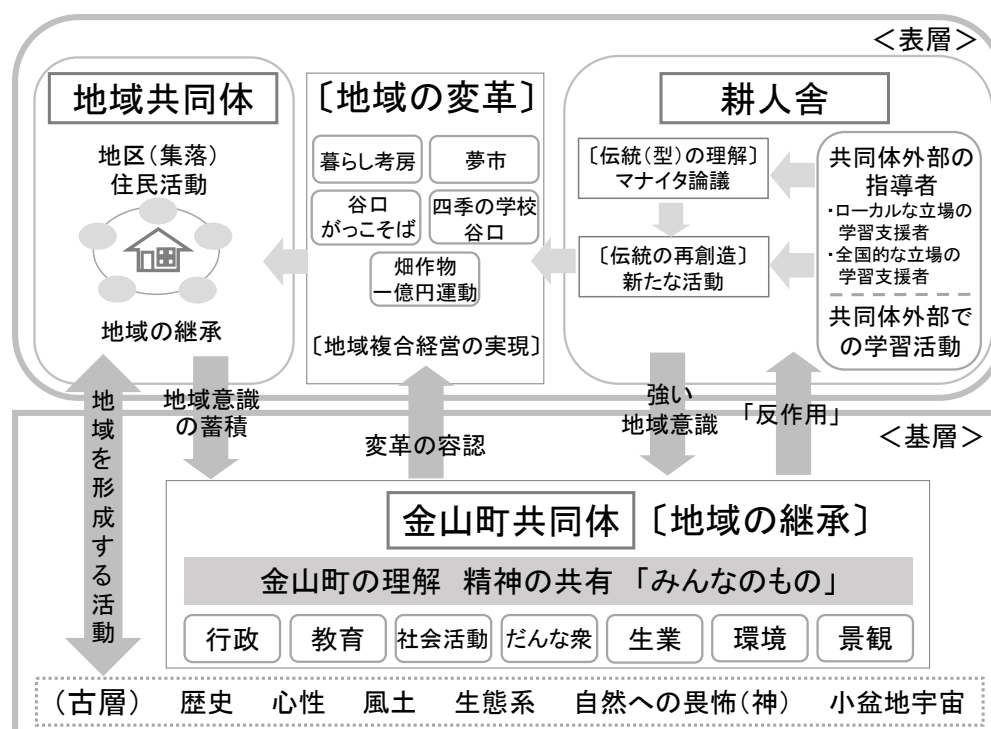 ＜表層＞
地域共同体
地区（集落）
住民活動
地域の継承
〔地域の変革〕
暮らし考房
夢市
谷口
がっこそば
四季の学校
谷口
畑作物
一億円運動
〔地域複合経営の実現〕
耕人舎
〔伝統（型）の理解〕
マナイタ論議
〔伝統の再創造〕
新たな活動
共同体外部の
指導者
・ローカルな立場の
学習支援者
・全国的な立場の
学習支援者
共同体外部で
の学習活動
地域を形成する活動
地域意識
の蓄積
変革の容認
強い
地域意識
「反作用」
＜基層＞
金山町共同体
〔地域の継承〕
金山町の理解 精神の共有 「みんなのもの」
行政
教育
社会活動
だんな衆
生業
環境
景観
（古層） 歴史 心性 風土 生態系 自然への畏怖（神） 小盆地宇宙